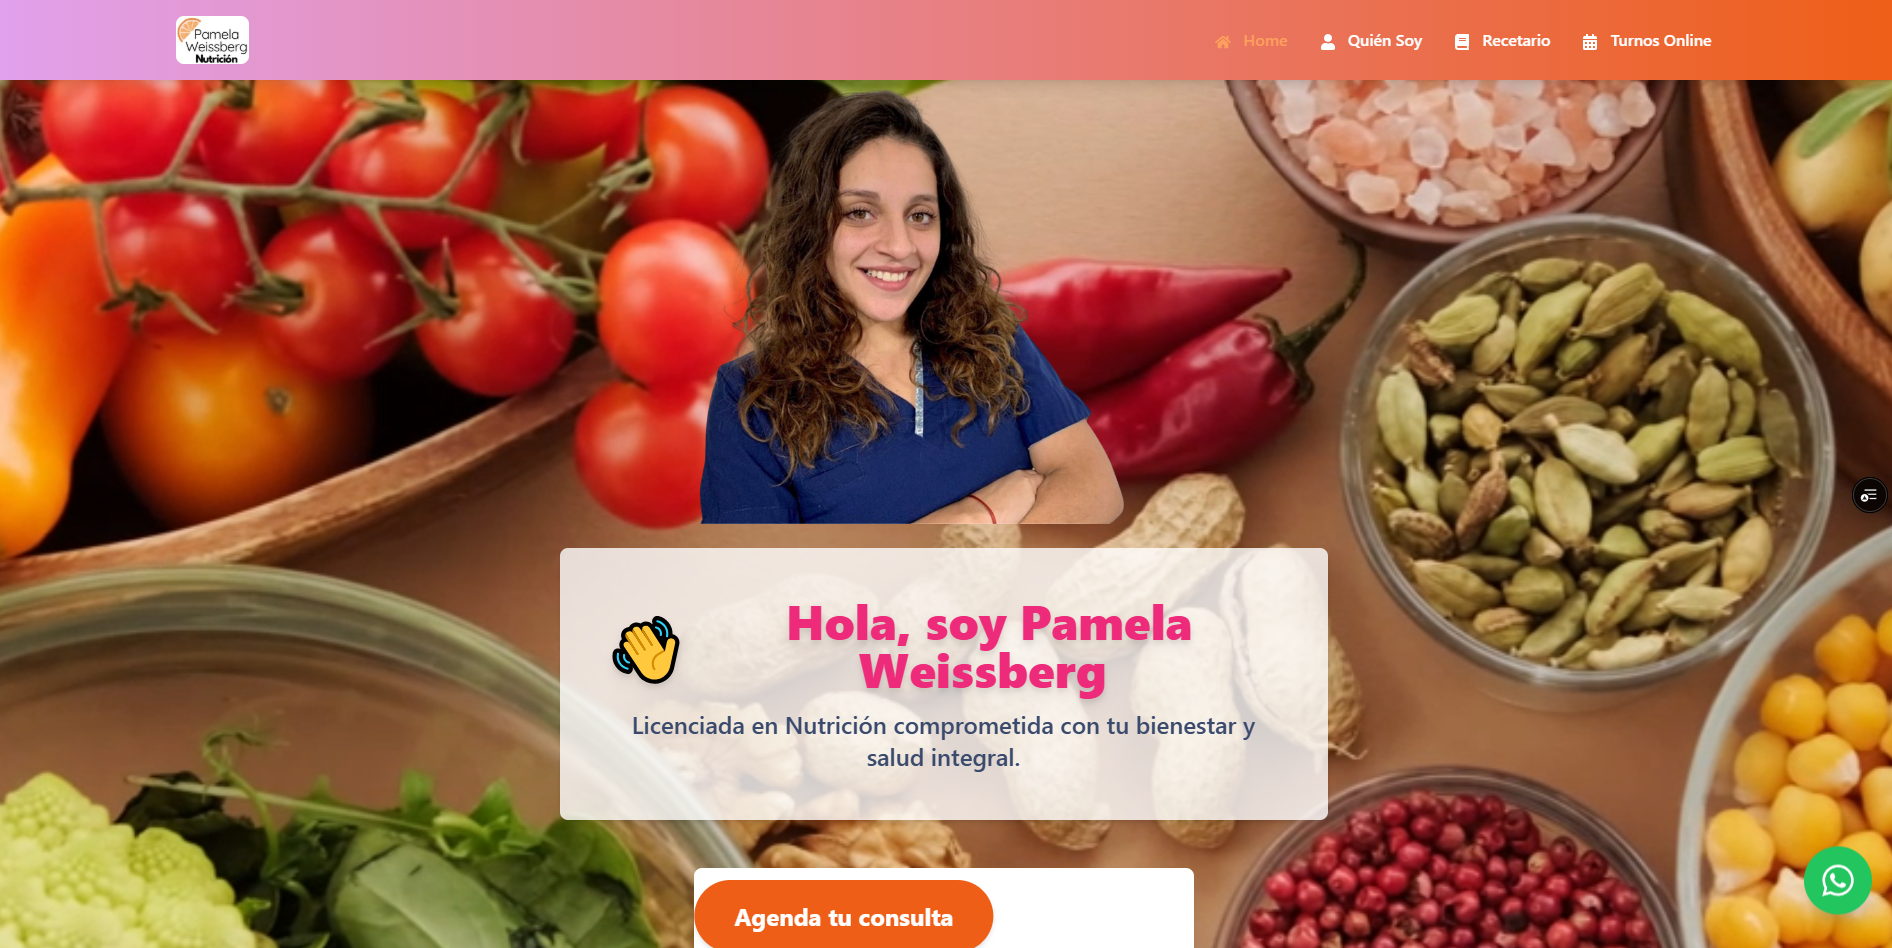 Pamela
Weissberg
Nutrición
Home
Quién Soy
Recetario
Turnos Online
Hola, soy Pamela
Weissberg
Licenciada en Nutrición comprometida con tu bienestar y
salud integral.
Agenda tu consulta